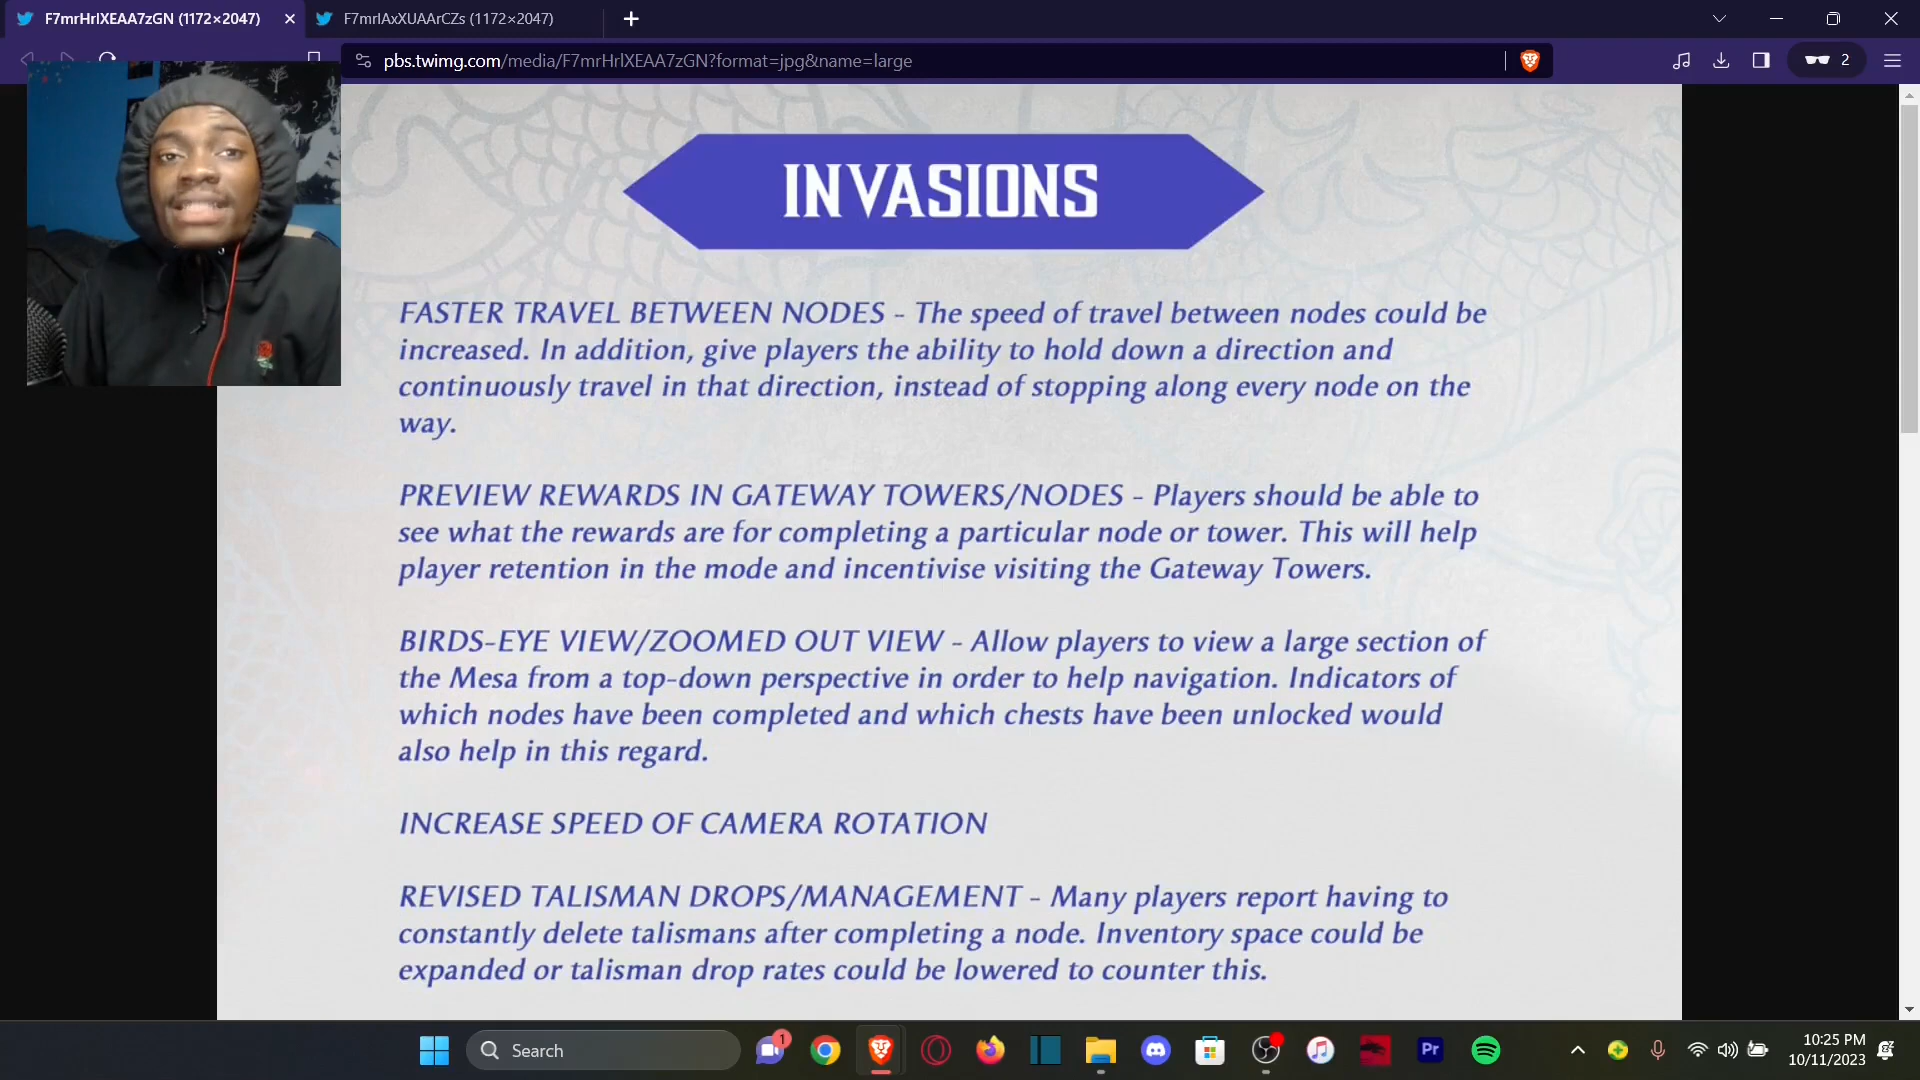 F7mrHrlXEAA7zGN (1172×2047)
F7mrIAxXUAArCZs (1172×2047)
pbs.twimg.com/media/F7mrHrlXEAA7zGN?format=jpg&name=large
2
INVASIONS
FASTER TRAVEL BETWEEN NODES - The speed of travel between nodes could be
increased. In addition, give players the ability to hold down a direction and
continuously travel in that direction, instead of stopping along every node on the
way.
PREVIEW REWARDS IN GATEWAY TOWERS/NODES - Players should be able to
see what the rewards are for completing a particular node or tower. This will help
player retention in the mode and incentivise visiting the Gateway Towers.
BIRDS-EYE VIEW/ZOOMED OUT VIEW - Allow players to view a large section of
the Mesa from a top-down perspective in order to help navigation. Indicators of
which nodes have been completed and which chests have been unlocked would
also help in this regard.
INCREASE SPEED OF CAMERA ROTATION
REVISED TALISMAN DROPS/MANAGEMENT - Many players report having to
constantly delete talismans after completing a node. Inventory space could be
expanded or talisman drop rates could be lowered to counter this.
Search
1
Pr
10:25 PM
10/11/2023